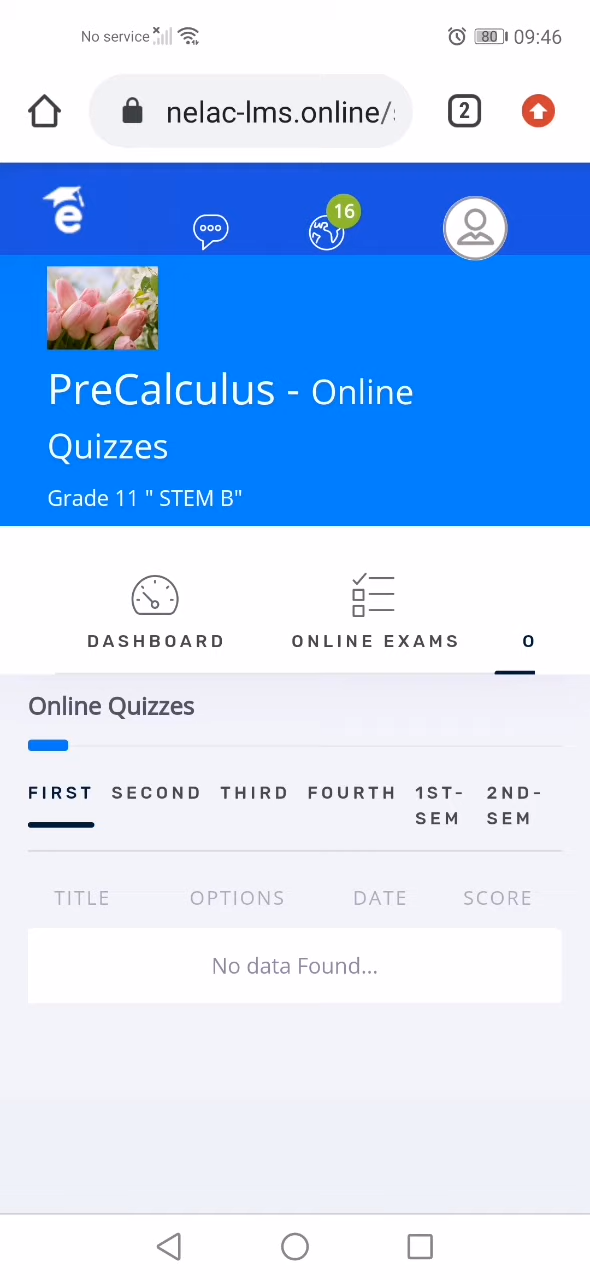 No service 80 09:46
2 nelac-lms.online/
e 16
PreCalculus - Online
Quizzes
Grade 11 " STEM B"
DASHBOARD ONLINE EXAMS O
Online Quizzes
FIRST SECOND THIRD FOURTH 1ST- 2ND-
SEM SEM
TITLE OPTIONS DATE SCORE
No data Found...